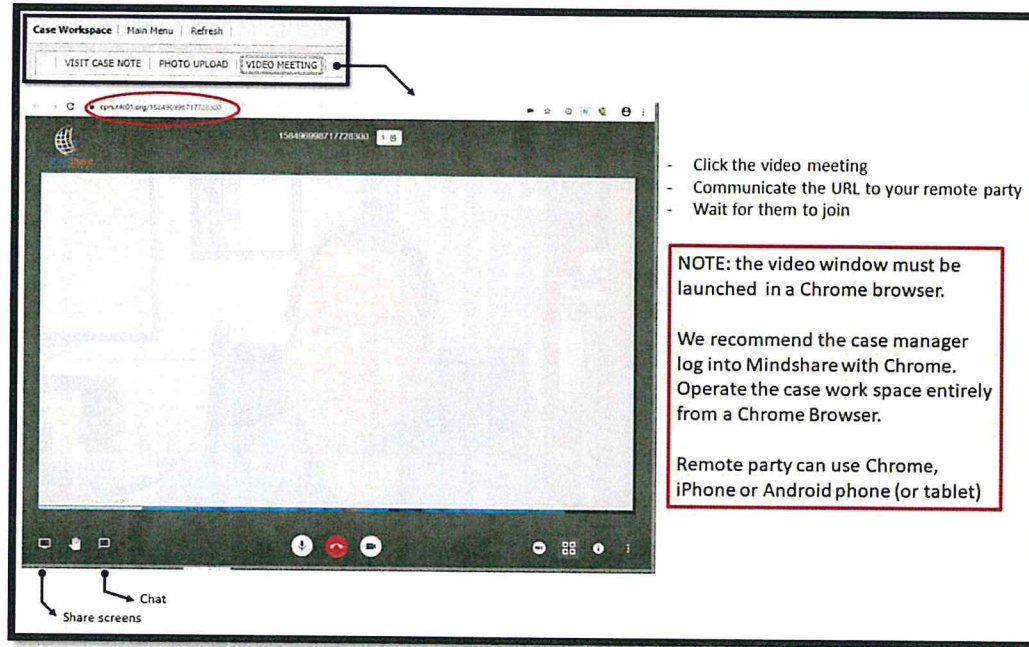 Case Workspace | Main Menu | Refresh
VISIT CASE NOTE | PHOTO UPLOAD | VIDEO MEETING
158496998717728300
- Click the video meeting
- Communicate the URL to your remote party
- Wait for them to join
NOTE: the video window must be
launched in a Chrome browser.
We recommend the case manager
log into Mindshare with Chrome.
Operate the case work space entirely
from a Chrome Browser.
Remote party can use Chrome,
iPhone or Android phone (or tablet)
Chat
Share screens